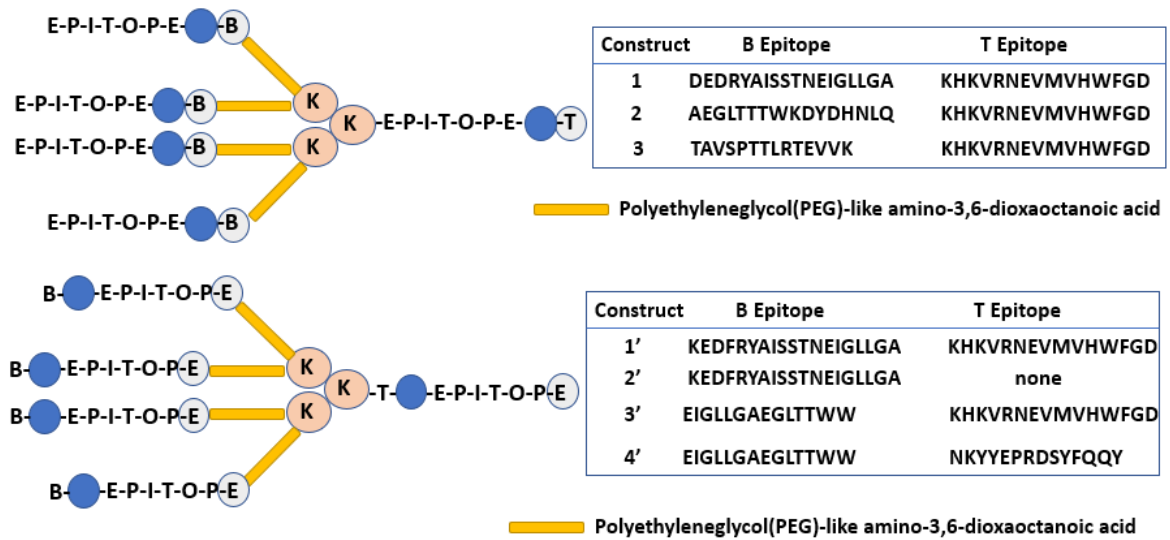 E-P-I-T-O-P-E- -B
E-P-I-T-O-P-E- -B
K
K -E-P-I-T-O-P-E- -T
E-P-I-T-O-P-E- -B
K
E-P-I-T-O-P-E- -B
Construct B Epitope T Epitope
1 DEDRYAISSTNEIGLLGA KHKVRNEVMVHWFGD
2 AEGLTTTWKDYDHNLQ KHKVRNEVMVHWFGD
3 TAVSPTTLRTEVVK KHKVRNEVMVHWFGD
Polyethyleneglycol(PEG)-like amino-3,6-dioxaoctanoic acid
B- -E-P-I-T-O-P-E
B- -E-P-I-T-O-P-E
K
K -T- -E-P-I-T-O-P-E
B- -E-P-I-T-O-P-E
K
B- -E-P-I-T-O-P-E
Construct B Epitope T Epitope
1’ KEDFRYAISSTNEIGLLGA KHKVRNEVMVHWFGD
2’ KEDFRYAISSTNEIGLLGA none
3’ EIGLLGAEGLTTWW KHKVRNEVMVHWFGD
4’ EIGLLGAEGLTTWW NKYYEPRDSYFQQY
Polyethyleneglycol(PEG)-like amino-3,6-dioxaoctanoic acid